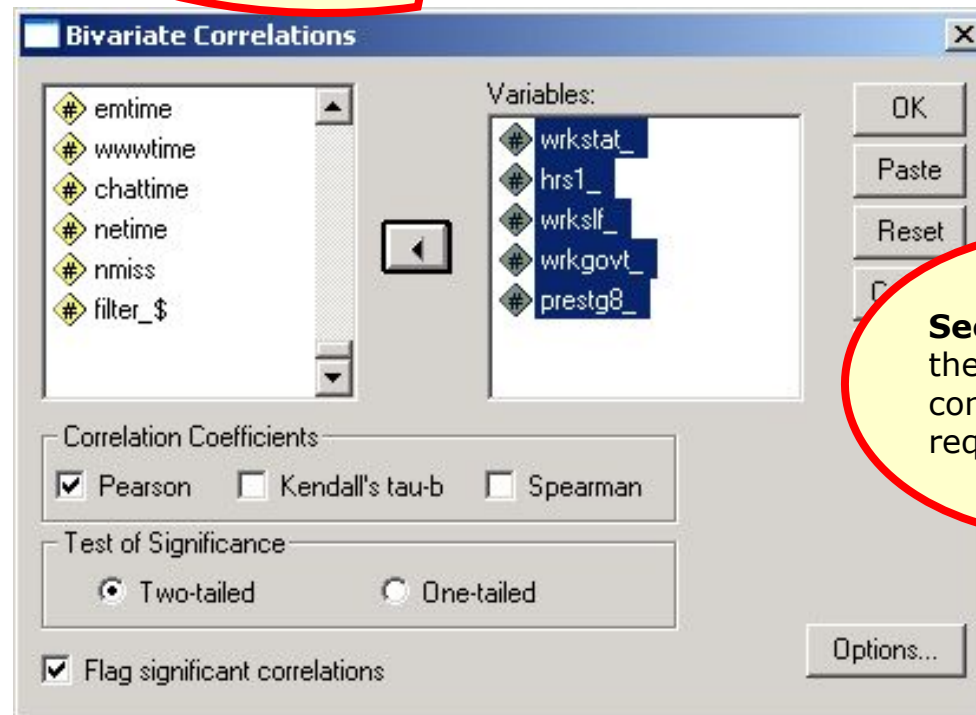 Bivariate Correlations
emtime
wwwtime
chattime
netime
nmiss
filter_$
Variables:
wrkstat_
hrs1_
wrkslf_
wrkgovt_
prestg8_
OK
Paste
Reset
the
Correlation Coefficients
Pearson Kendall's tau-b Spearman
Test of Significance
Two-tailed One-tailed
Flag significant correlations
Options...